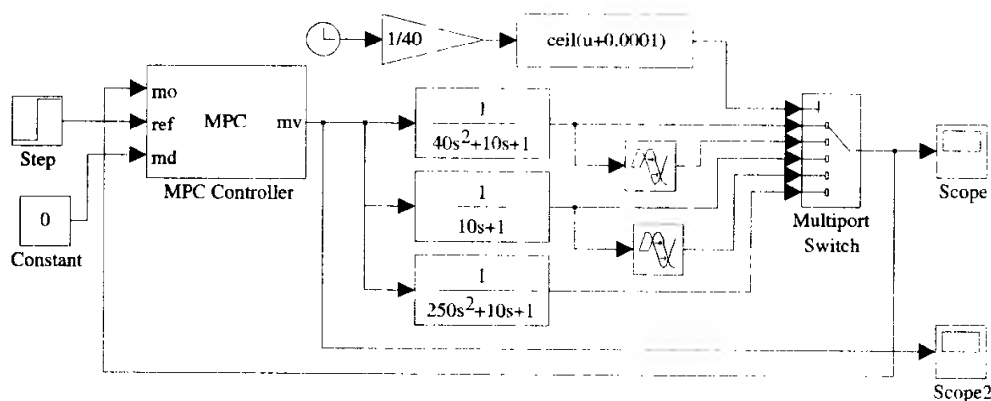 1/40
ceil(u+0.0001)
mo
ref
md
MPC
mv
MPC Controller
Step
0
Constant
1
40s²+10s+1
1
10s+1
1
250s²+10s+1
Multiport
Switch
Scope
Scope2